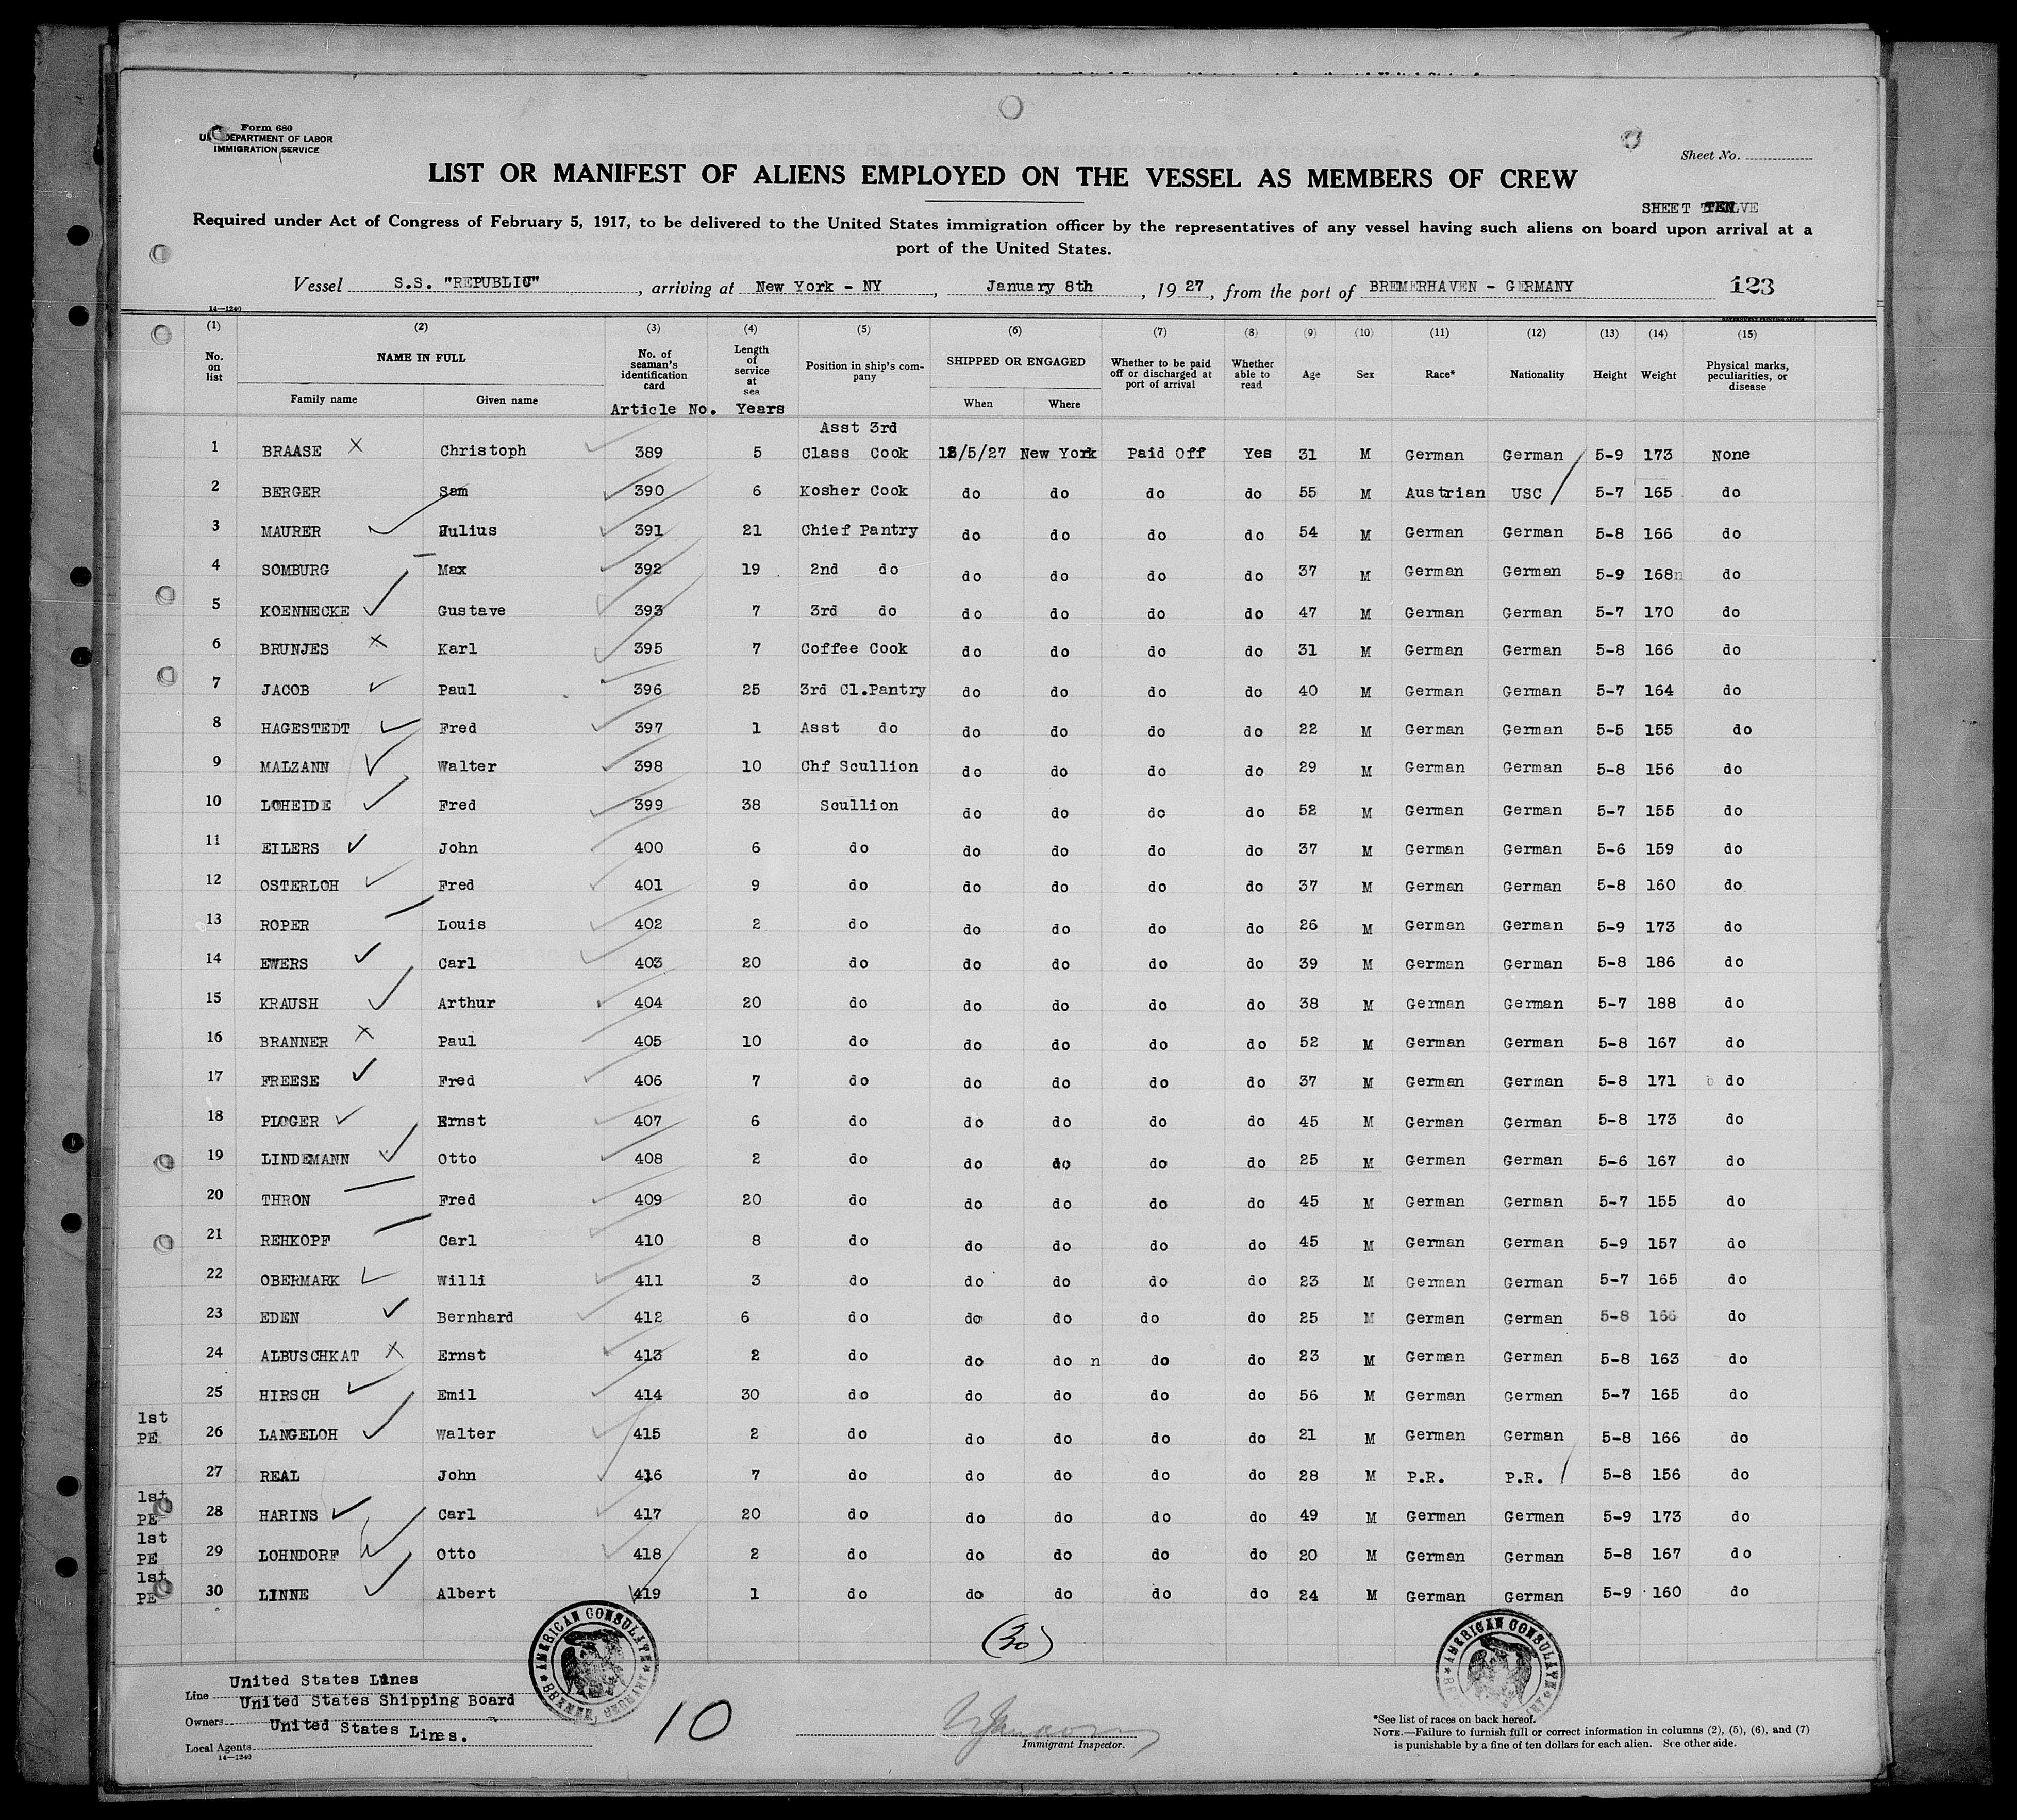 Form 680
U.S. DEPARTMENT OF LABOR
IMMIGRATION SERVICE
Sheet No.
LIST OR MANIFEST OF ALIENS EMPLOYED ON THE VESSEL AS MEMBERS OF CREW
SHEET
Required under Act of Congress of February 5, 1917, to be delivered to the United States immigration officer by the representatives of any vessel having such aliens on board upon arrival at a
port of the United States.
Vessel S.S. "REPUBLIC", arriving at New York - NY, January 8th, 1927, from the port of BREMERHAVEN - GERMANY 123
14—1240
(1) (2) (3) (4) (5) (6) (7) (8) (9) (10) (11) (12) (13) (14) (15)
No. on list NAME IN FULL Family name Given name No. of seaman's identification card Article No. Length of service at sea Years Position in ship's company SHIPPED OR ENGAGED When Where Whether to be paid off or discharged at port of arrival Whether able to read Age Sex Race* Nationality Height Weight Physical marks, peculiarities, or disease
Asst 3rd
1 BRAASE X Christoph 389 5 Class Cook /5/27 New York Paid Off Yes 31 M German German 5-9 173 None
2 BERGER Sam 390 6 Kosher Cook do do do do 55 M Austrian USC 5-7 165 do
3 MAURER Julius 391 21 Chief Pantry do do do do 54 M German German 5-8 166 do
4 SOMBURG Max 392 19 2nd do do do do do 37 M German German 5-9 168n do
5 KOENNECKE Gustave 393 7 3rd do do do do do 47 M German German 5-7 170 do
6 BRUNJES X Karl 395 7 Coffee Cook do do do do 31 M German German 5-8 166 do
7 JACOB Paul 396 25 3rd Cl.Pantry do do do do 40 M German German 5-7 164 do
8 HAGESTEDT Fred 397 1 Asst do do do do do 22 M German German 5-5 155 do
9 MALZANN Walter 398 10 Chf Scullion do do do do 29 M German German 5-8 156 do
10 LOHEIDE Fred 399 38 Scullion do do do do 52 M German German 5-7 155 do
11 EILERS John 400 6 do do do do do 37 M German German 5-6 159 do
12 OSTERLOH Fred 401 9 do do do do do 37 M German German 5-8 160 do
13 ROPER Louis 402 2 do do do do do 26 M German German 5-9 173 do
14 EWERS Carl 403 20 do do do do do 39 M German German 5-8 186 do
15 KRAUSH Arthur 404 20 do do do do do 38 M German German 5-7 188 do
16 BRANNER X Paul 405 10 do do do do do 52 M German German 5-8 167 do
17 FREESE Fred 406 7 do do do do do 37 M German German 5-8 171 b do
18 PLOGER Ernst 407 6 do do do do do 45 M German German 5-8 173 do
19 LINDEMANN Otto 408 2 do do do do do 25 M German German 5-6 167 do
20 THRON Fred 409 20 do do do do do 45 M German German 5-7 155 do
21 REHKOPF Carl 410 8 do do do do do 45 M German German 5-9 157 do
22 OBERMARK Willi 411 3 do do do do do 23 M German German 5-7 165 do
23 EDEN Bernhard 412 6 do do do do do 25 M German German 5-8 166 do
24 ALBUSCHKAT X Ernst 413 2 do do do n do do 23 M German German 5-8 163 do
25 HIRSCH Emil 414 30 do do do do do 56 M German German 5-7 165 do
1st PE 26 LANGELOH Walter 415 2 do do do do do 21 M German German 5-8 166 do
27 REAL John 416 7 do do do do do 28 M P.R. P.R. 5-8 156 do
1st PE 28 HARINS Carl 417 20 do do do do do 49 M German German 5-9 173 do
1st PE 29 LOHNDORF Otto 418 2 do do do do do 20 M German German 5-8 167 do
1st PE 30 LINNE Albert 419 1 do do do do do 24 M German German 5-9 160 do
(30)
AMERICAN CONSULATE
AMERICAN CONSULATE
Line United States Lines
Owners United States Shipping Board
Local Agents United States Lines.
14—1240
10
Immigrant Inspector.
*See list of races on back hereof.
NOTE.—Failure to furnish full or correct information in columns (2), (5), (6), and (7)
is punishable by a fine of ten dollars for each alien. See other side.